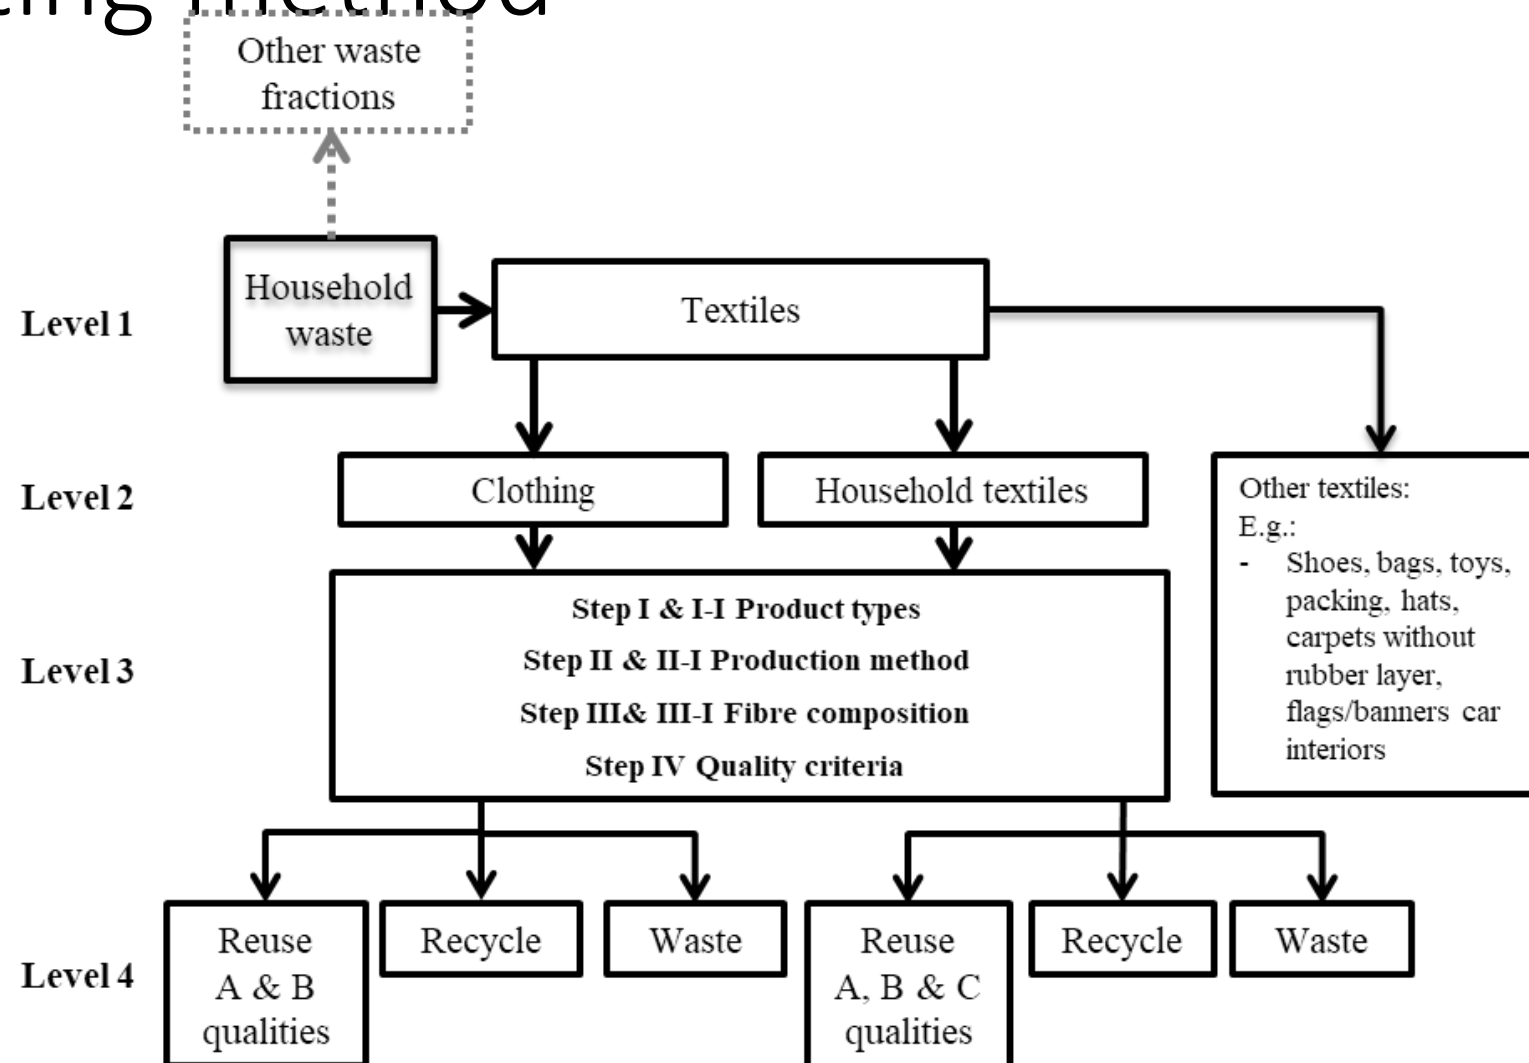 ting method
Other waste
fractions
Level 1
Household
waste
Textiles
Level 2
Clothing
Household textiles
Other textiles:
E.g.:
- Shoes, bags, toys,
packing, hats,
carpets without
rubber layer,
flags/banners car
interiors
Level 3
Step I & I-I Product types
Step II & II-I Production method
Step III& III-I Fibre composition
Step IV Quality criteria
Level 4
Reuse
A & B
qualities
Recycle
Waste
Reuse
A, B & C
qualities
Recycle
Waste